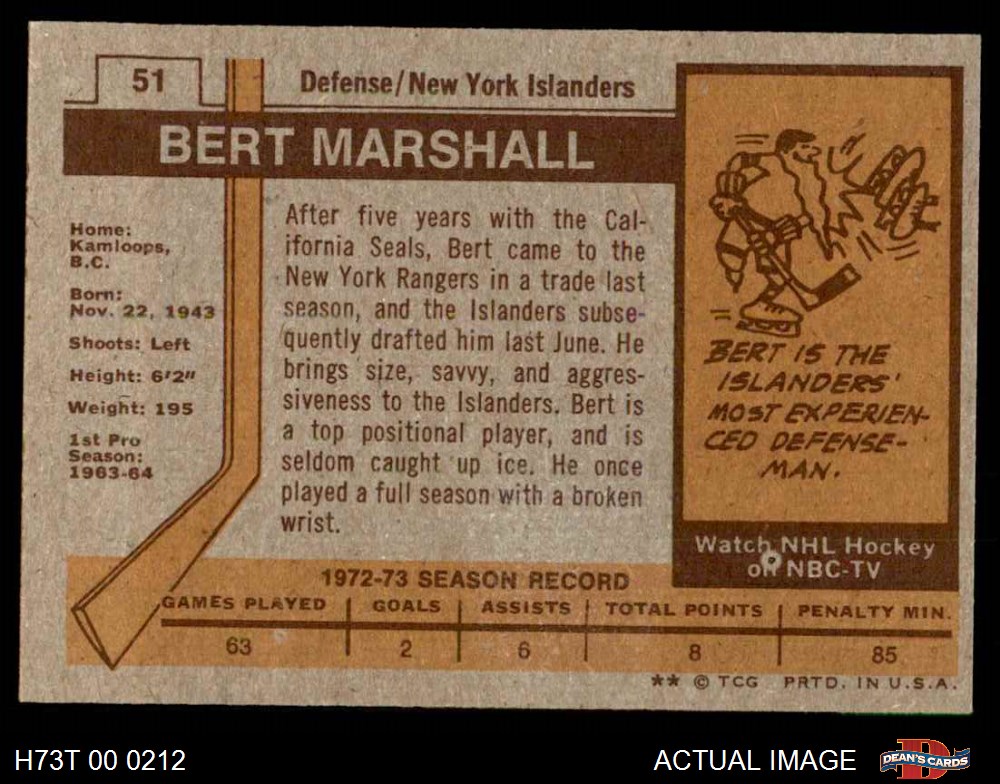 51
Defense/New York Islanders
BERT MARSHALL
Home:
Kamloops,
B.C.
Born:
Nov. 22, 1943
Shoots: Left
Height: 6'2"
Weight: 195
1st Pro
Season:
1963-64
After five years with the Cal-
ifornia Seals, Bert came to the
New York Rangers in a trade last
season, and the Islanders subse-
quently drafted him last June. He
brings size, savvy, and aggres-
siveness to the Islanders. Bert is
a top positional player, and is
seldom caught up ice. He once
played a full season with a broken
wrist.
BERT IS THE
ISLANDERS'
MOST EXPERIEN-
CED DEFENSE-
MAN.
Watch NHL Hockey
on NBC-TV
1972-73 SEASON RECORD
GAMES PLAYED GOALS ASSISTS TOTAL POINTS PENALTY MIN.
63 2 6 8 85
** © TCG PRTD. IN U.S.A.
H73T 00 0212
ACTUAL IMAGE
D
DEAN'S CARDS